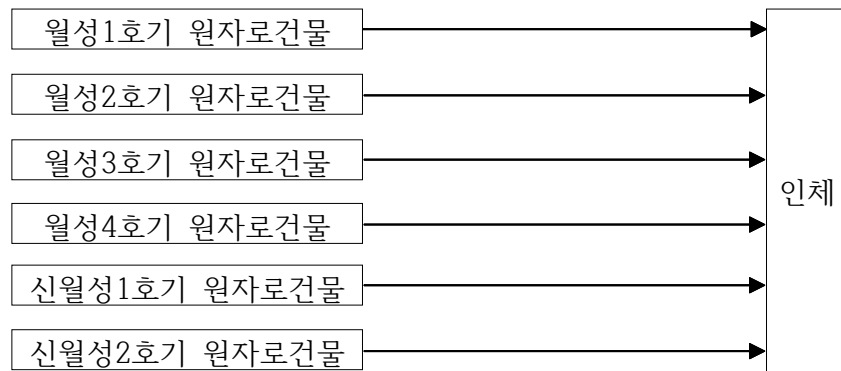 월성1호기 원자로건물
월성2호기 원자로건물
월성3호기 원자로건물
월성4호기 원자로건물
신월성1호기 원자로건물
신월성2호기 원자로건물
인체